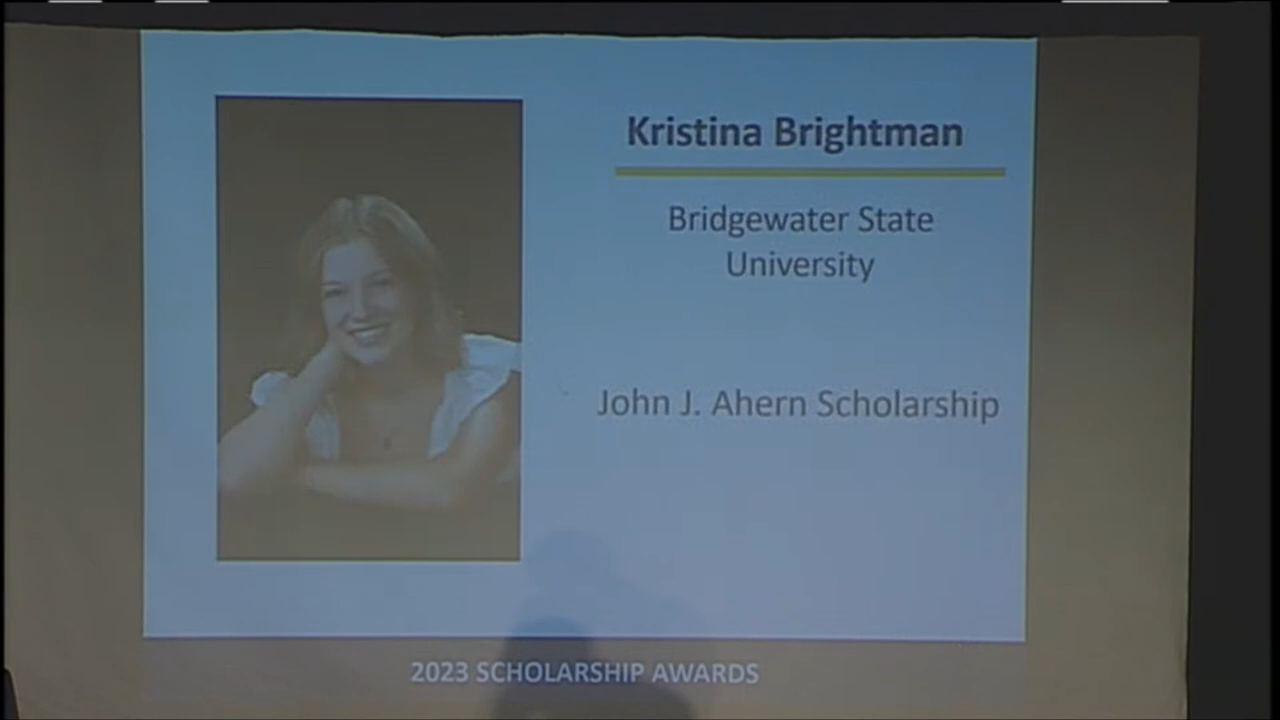 Kristina Brightman
Bridgewater State
University
John J. Ahern Scholarship
2023 SCHOLARSHIP AWARDS